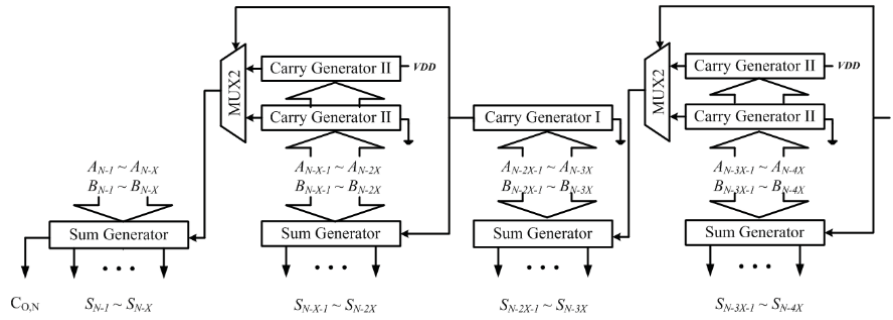 Carry Generator II VDD Carry Generator II VDD
MUX2 MUX2
Carry Generator II Carry Generator I Carry Generator II
A_{N-1} ~ A_{N-X} A_{N-X-1} ~ A_{N-2X} A_{N-2X-1} ~ A_{N-3X} A_{N-3X-1} ~ A_{N-4X}
B_{N-1} ~ B_{N-X} B_{N-X-1} ~ B_{N-2X} B_{N-2X-1} ~ B_{N-3X} B_{N-3X-1} ~ B_{N-4X}
Sum Generator Sum Generator Sum Generator Sum Generator
C_{O,N} S_{N-1} ~ S_{N-X} S_{N-X-1} ~ S_{N-2X} S_{N-2X-1} ~ S_{N-3X} S_{N-3X-1} ~ S_{N-4X}